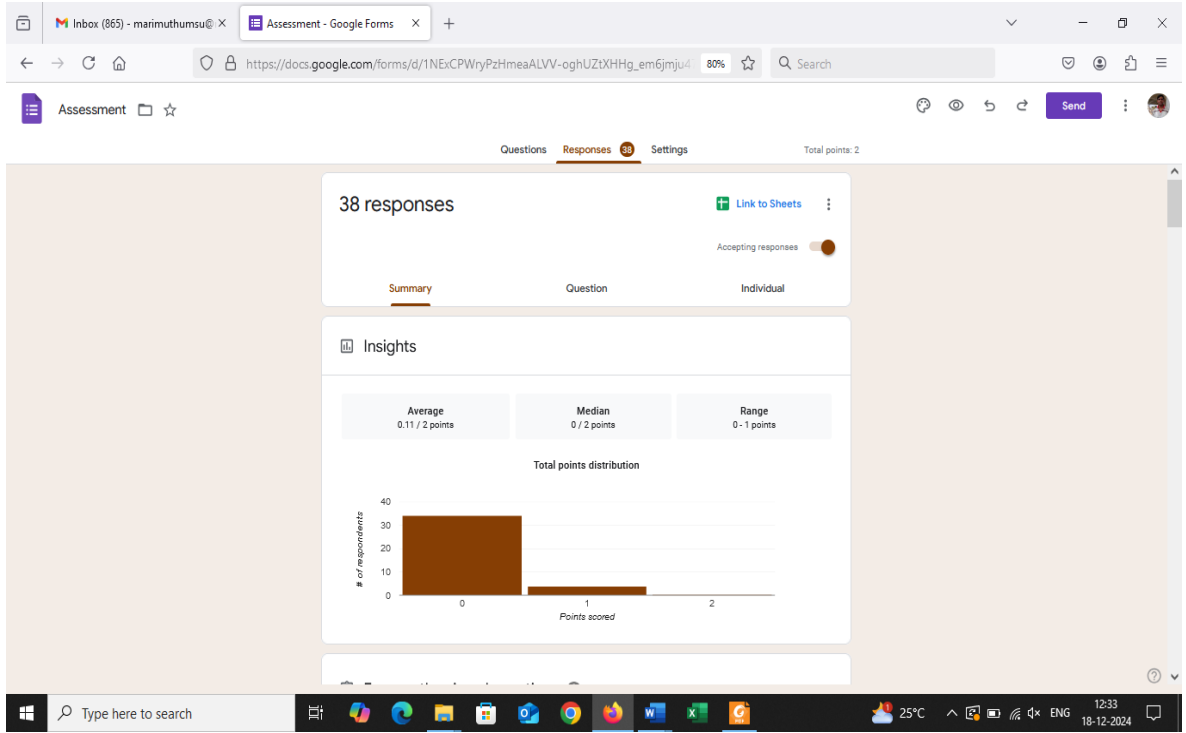 Inbox (865) - marimuthumsu@
Assessment - Google Forms
https://docs.google.com/forms/d/1NExCPWryPzHmeaALVV-oghUZtXHHg_em6jmju4
80%
Search
Assessment
Send
Questions Responses 38 Settings
Total points: 2
38 responses
Link to Sheets
Accepting responses
Summary Question Individual
Insights
Average Median Range
0.11 / 2 points 0 / 2 points 0 - 1 points
Total points distribution
# of respondents
40
30
20
10
0
0 1 2
Points scored
Type here to search
25°C
ENG
12:33
18-12-2024